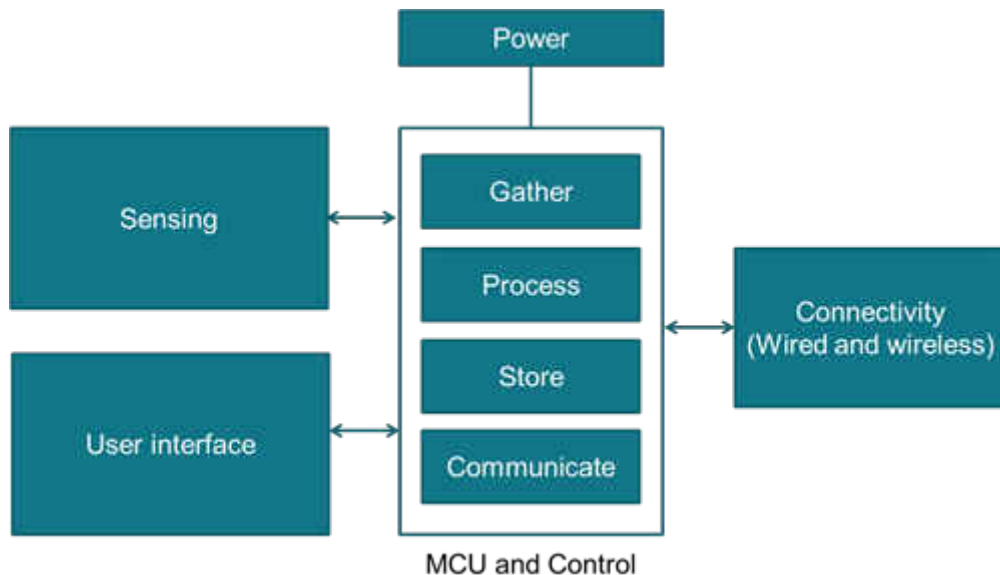 Power
Sensing
Gather
Process
Store
Communicate
User interface
Connectivity
(Wired and wireless)
MCU and Control